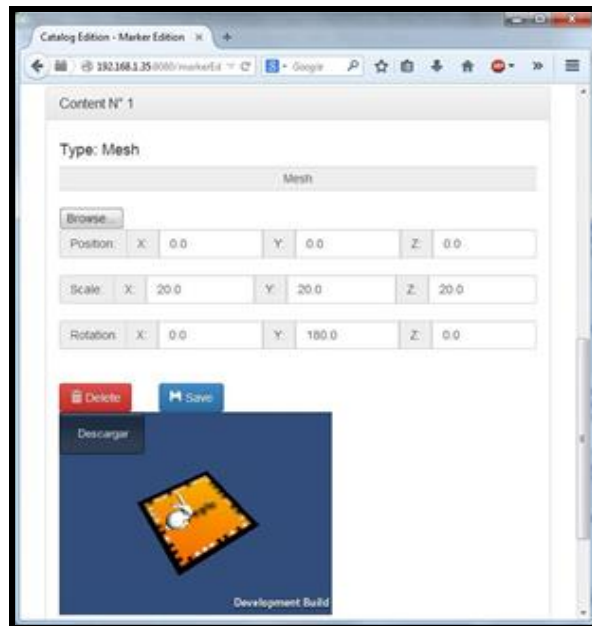 Catalog Edition - Marker Edition
192.168.1.35:8080/markerEd
Google
Content N° 1
Type: Mesh
Mesh
Browse...
Position: X: 0.0 Y: 0.0 Z: 0.0
Scale: X: 20.0 Y: 20.0 Z: 20.0
Rotation: X: 0.0 Y: 180.0 Z: 0.0
Delete Save
Descargar
Development Build